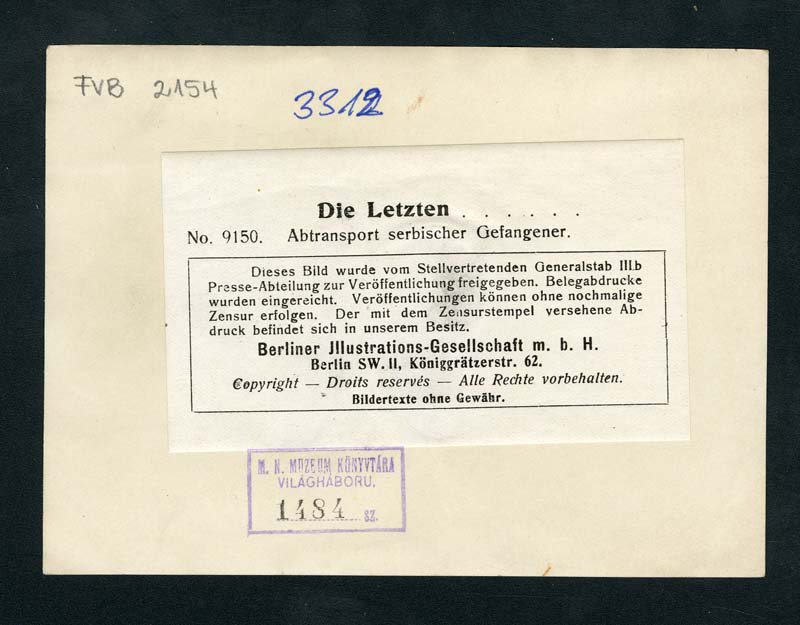 FVB 2154
3312
Die Letzten . . . . . .
No. 9150. Abtransport serbischer Gefangener.
Dieses Bild wurde vom Stellvertretenden Generalstab III.b
Presse-Abteilung zur Veröffentlichung freigegeben. Belegabdrucke
wurden eingereicht. Veröffentlichungen können ohne nochmalige
Zensur erfolgen. Der mit dem Zensurstempel versehene Ab-
druck befindet sich in unserem Besitz.
Berliner Jllustrations-Gesellschaft m. b. H.
Berlin SW. 11, Königgrätzerstr. 62.
Copyright — Droits reservés — Alle Rechte vorbehalten.
Bildertexte ohne Gewähr.
M. N. MUZEUM KÖNYVTÁRA
VILÁGHÁBORU.
1484 sz.